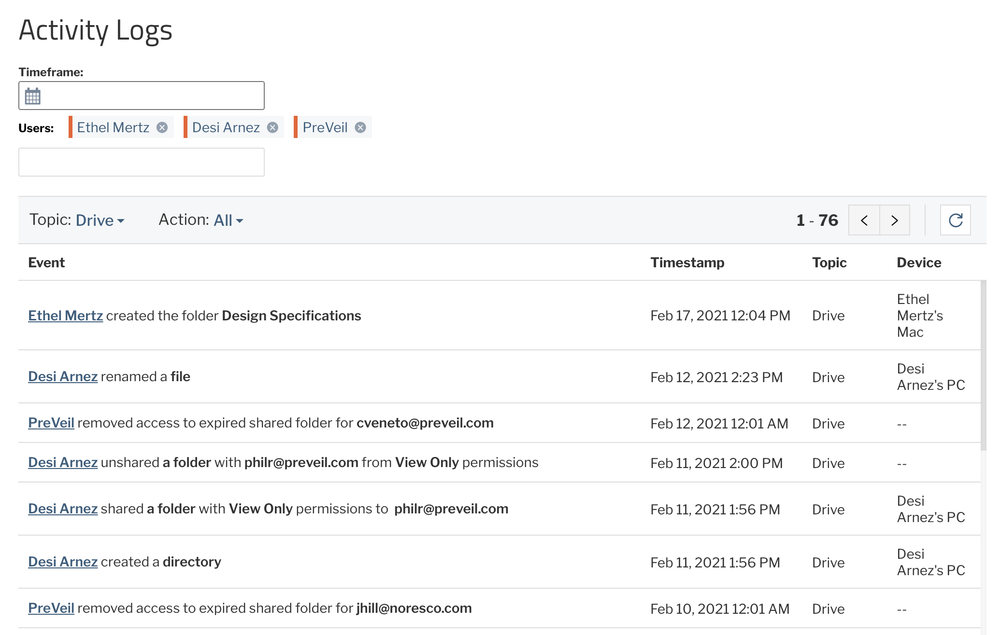 Activity Logs
Timeframe:
Users: Ethel Mertz Desi Arnez PreVeil
Topic: Drive Action: All 1 - 76
Event Timestamp Topic Device
Ethel Mertz created the folder Design Specifications Feb 17, 2021 12:04 PM Drive Ethel
Mertz's
Mac
Desi Arnez renamed a file Feb 12, 2021 2:23 PM Drive Desi
Arnez's PC
PreVeil removed access to expired shared folder for cveneto@preveil.com Feb 12, 2021 12:01 AM Drive --
Desi Arnez unshared a folder with philr@preveil.com from View Only permissions Feb 11, 2021 2:00 PM Drive --
Desi Arnez shared a folder with View Only permissions to philr@preveil.com Feb 11, 2021 1:56 PM Drive Desi
Arnez's PC
Desi Arnez created a directory Feb 11, 2021 1:56 PM Drive Desi
Arnez's PC
PreVeil removed access to expired shared folder for jhill@noresco.com Feb 10, 2021 12:01 AM Drive --